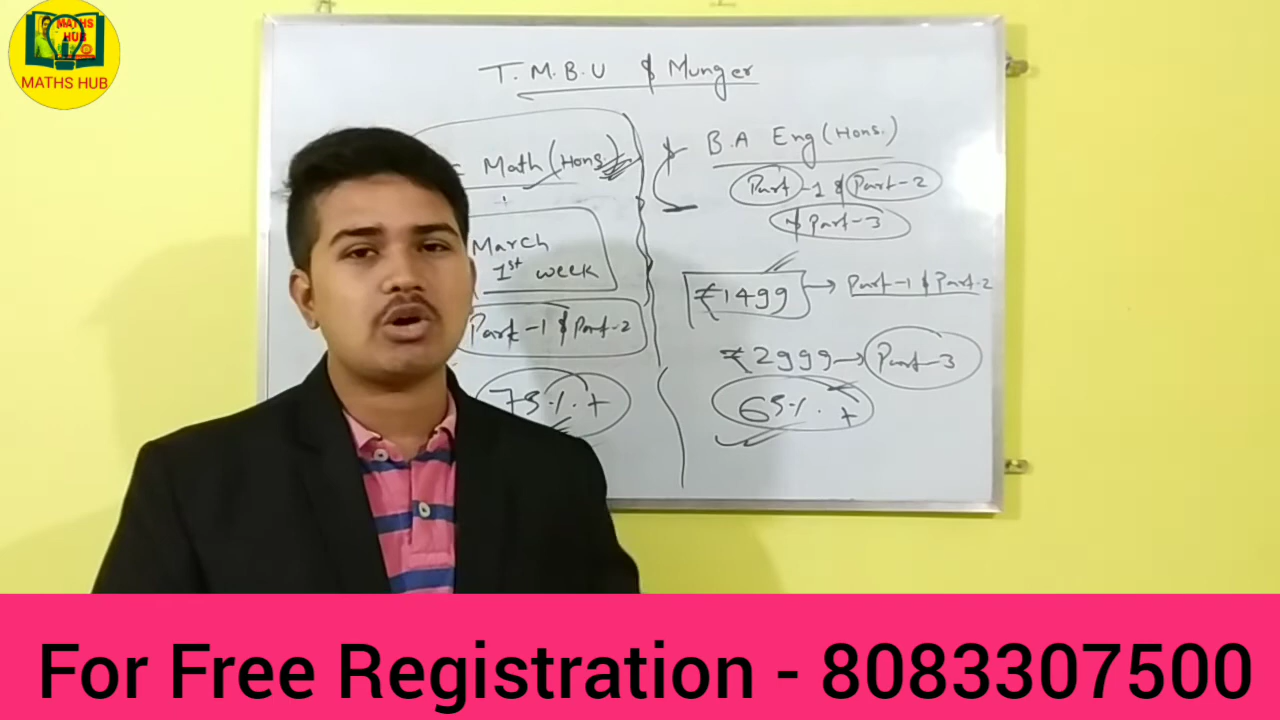 MATHS
HUB
MATHS HUB
T.M.B.U & Munger
Math (Hons.)
March
1st week
Part-1 & Part-2
75%.+
B.A Eng (Hons.)
Part-1 & Part-2
& Part-3
₹1499 → Part-1 & Part-2
₹2999 → Part-3
65%.+
For Free Registration - 8083307500